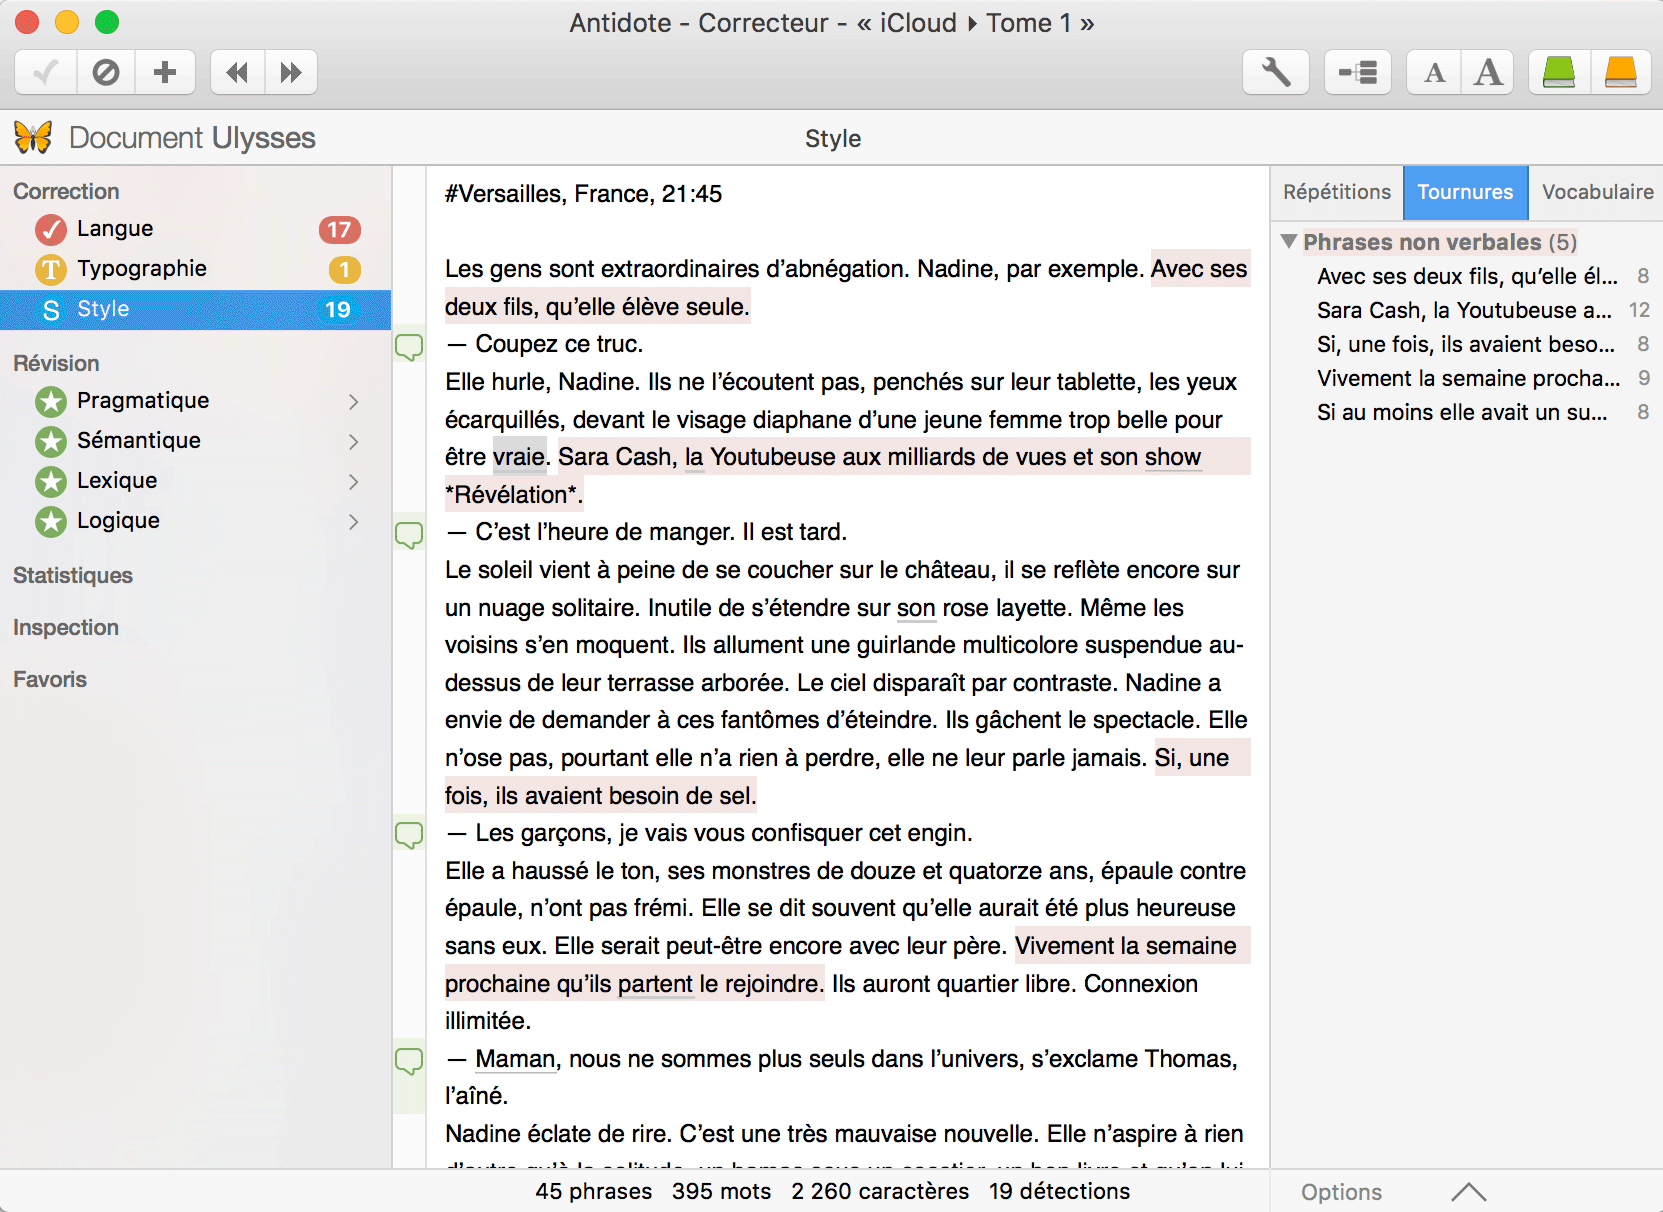 Antidote - Correcteur - « iCloud ▸ Tome 1 »
A A
Document Ulysses
Style
Correction
Langue 17
T Typographie 1
S Style 19
Révision
Pragmatique
Sémantique
Lexique
Logique
Statistiques
Inspection
Favoris
#Versailles, France, 21:45
Les gens sont extraordinaires d’abnégation. Nadine, par exemple. Avec ses
deux fils, qu’elle élève seule.
— Coupez ce truc.
Elle hurle, Nadine. Ils ne l’écoutent pas, penchés sur leur tablette, les yeux
écarquillés, devant le visage diaphane d’une jeune femme trop belle pour
être vraie. Sara Cash, la Youtubeuse aux milliards de vues et son show
*Révélation*.
— C’est l’heure de manger. Il est tard.
Le soleil vient à peine de se coucher sur le château, il se reflète encore sur
un nuage solitaire. Inutile de s’étendre sur son rose layette. Même les
voisins s’en moquent. Ils allument une guirlande multicolore suspendue au-
dessus de leur terrasse arborée. Le ciel disparaît par contraste. Nadine a
envie de demander à ces fantômes d’éteindre. Ils gâchent le spectacle. Elle
n’ose pas, pourtant elle n’a rien à perdre, elle ne leur parle jamais. Si, une
fois, ils avaient besoin de sel.
— Les garçons, je vais vous confisquer cet engin.
Elle a haussé le ton, ses monstres de douze et quatorze ans, épaule contre
épaule, n’ont pas frémi. Elle se dit souvent qu’elle aurait été plus heureuse
sans eux. Elle serait peut-être encore avec leur père. Vivement la semaine
prochaine qu’ils partent le rejoindre. Ils auront quartier libre. Connexion
illimitée.
— Maman, nous ne sommes plus seuls dans l’univers, s’exclame Thomas,
l’aîné.
Nadine éclate de rire. C’est une très mauvaise nouvelle. Elle n’aspire à rien
Répétitions Tournures Vocabulaire
Phrases non verbales (5)
Avec ses deux fils, qu’elle él... 8
Sara Cash, la Youtubeuse a... 12
Si, une fois, ils avaient beso... 8
Vivement la semaine procha... 9
Si au moins elle avait un su... 8
45 phrases 395 mots 2 260 caractères 19 détections
Options